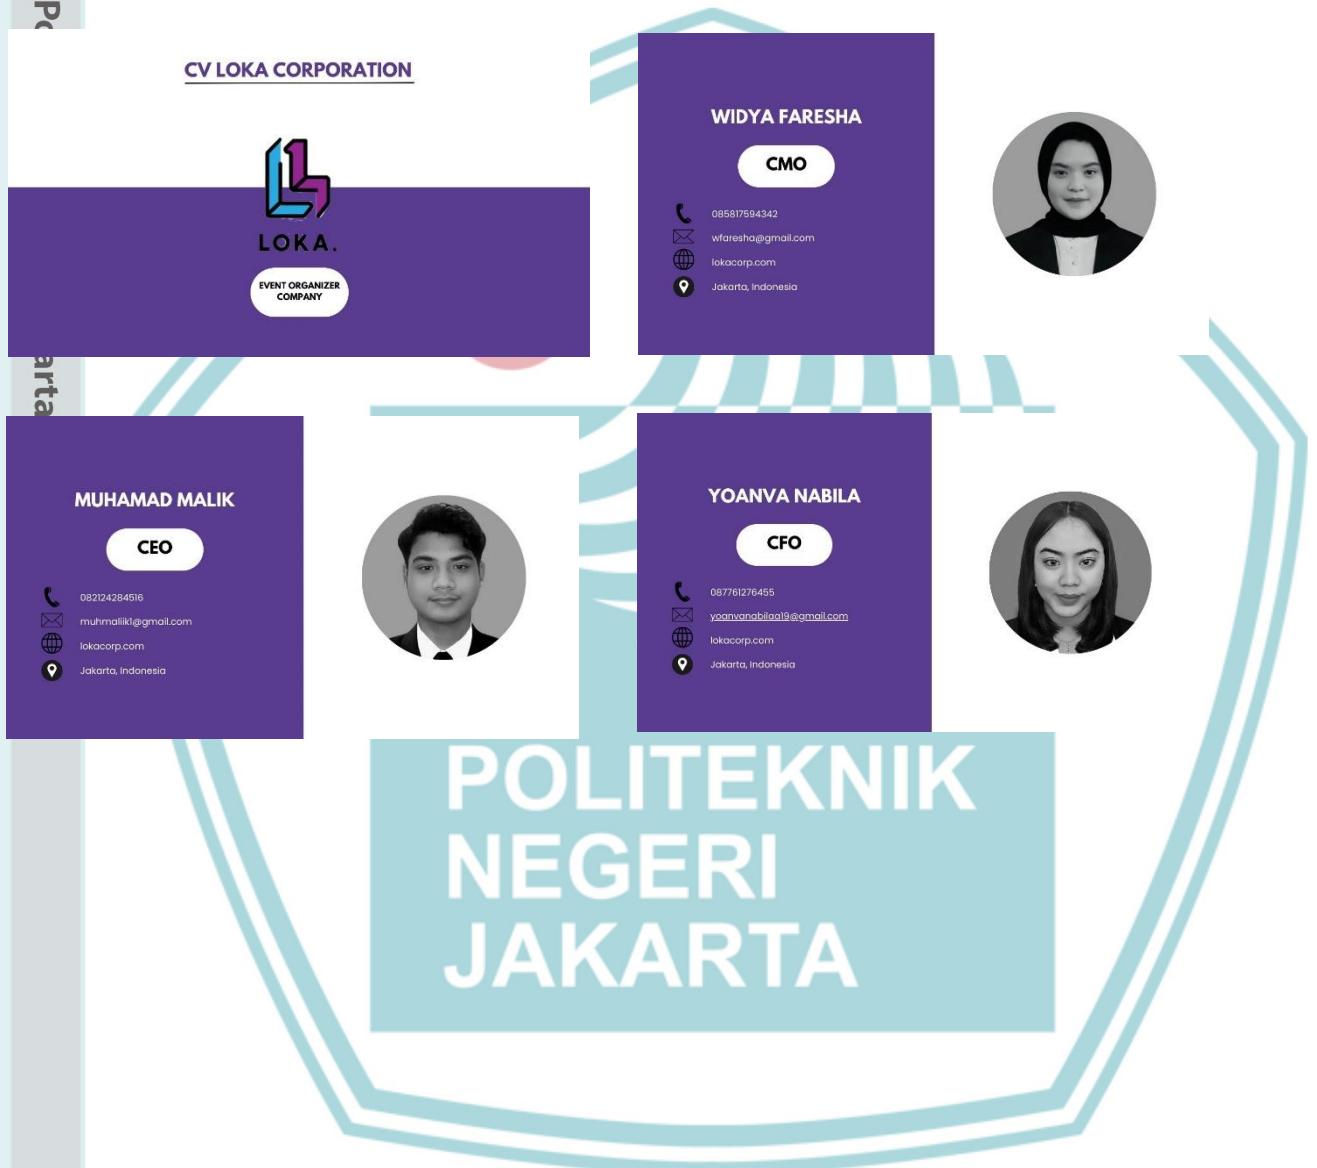 CV LOKA CORPORATION
LOKA.
EVENT ORGANIZER
COMPANY
WIDYA FARESHA
CMO
085817594342
wfaresha@gmail.com
lokacorp.com
Jakarta, Indonesia
MUHAMAD MALIK
CEO
082124284516
muhmaliik1@gmail.com
lokacorp.com
Jakarta, Indonesia
YOANVA NABILA
CFO
087761276455
yoanvanabilaa19@gmail.com
lokacorp.com
Jakarta, Indonesia
POLITEKNIK
NEGERI
JAKARTA